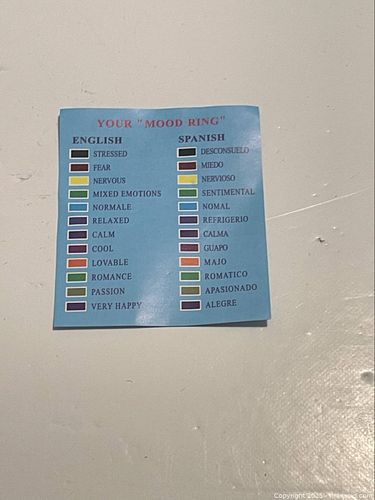 YOUR "MOOD RING"
ENGLISH SPANISH
STRESSED DESCONSUELO
FEAR MIEDO
NERVOUS NERVIOSO
MIXED EMOTIONS SENTIMENTAL
NORMALE NOMAL
RELAXED REFRIGERIO
CALM CALMA
COOL GUAPO
LOVABLE MAJO
ROMANCE ROMATICO
PASSION APASIONADO
VERY HAPPY ALEGRE